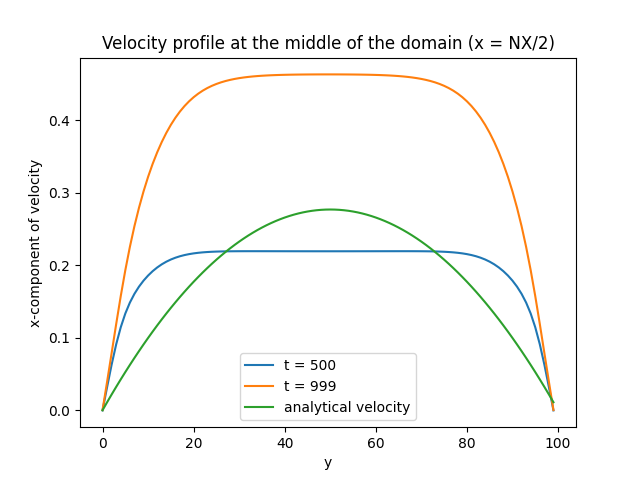 Velocity profile at the middle of the domain (x = NX/2)
x-component of velocity
0.4
0.3
0.2
0.1
0.0
t = 500
t = 999
analytical velocity
0 20 40 60 80 100
y